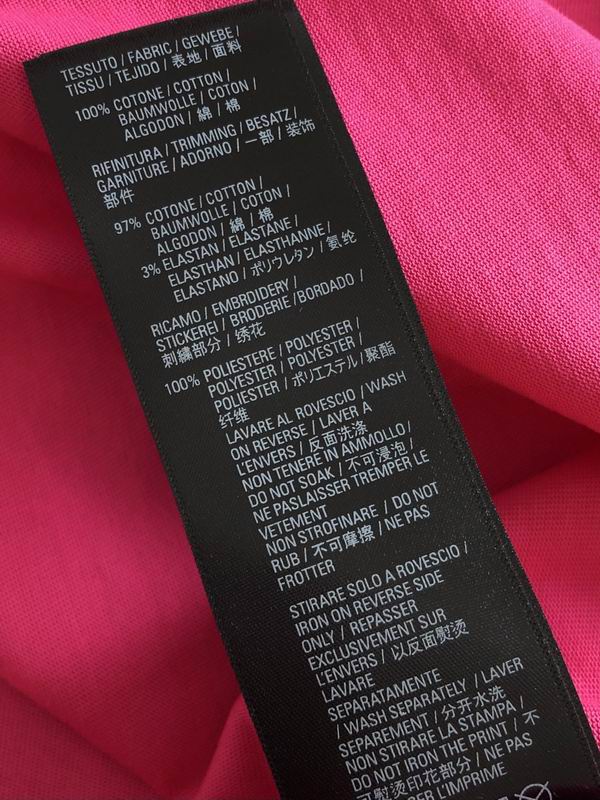 TESSUTO / FABRIC / GEWEBE /
TISSU / TEJIDO / 表地 / 面料
100% COTONE / COTTON /
BAUMWOLLE / COTON /
ALGODON / 綿 / 棉
RIFINITURA / TRIMMING / BESATZ /
GARNITURE / ADORNO / 一部 / 装饰
部件
97% COTONE / COTTON /
BAUMWOLLE / COTON /
ALGODON / 綿 / 棉
3% ELASTAN / ELASTANE /
ELASTHAN / ELASTHANNE /
ELASTANO / ポリウレタン / 氨纶
RICAMO / EMBRDIDERY /
STICKEREI / BRODERIE /BORDADO /
刺繍部分 / 绣花
100% POLIESTERE / POLYESTER /
POLYESTER / POLYESTER /
POLIESTER / ポリエステル / 聚酯
纤维
LAVARE AL ROVESCIO / WASH
ON REVERSE / LAVER A
L'ENVERS / 反面洗涤
NON TENERE IN AMMOLLO /
DO NOT SOAK / 不可浸泡 /
NE PASLAISSER TREMPER LE
VETEMENT
NON STROFINARE / DO NOT
RUB / 不可摩擦 / NE PAS
FROTTER
STIRARE SOLO A ROVESCIO /
IRON ON REVERSE SIDE
ONLY / REPASSER
EXCLUSIVEMENT SUR
L'ENVERS / 以反面熨烫
LAVARE
SEPARATAMENTE
/ WASH SEPARATELY / LAVER
SEPAREMENT / 分开水洗
NON STIRARE LA STAMPA /
DO NOT IRON THE PRINT / 不
可熨烫印花部分 / NE PAS
L'IMPRIME